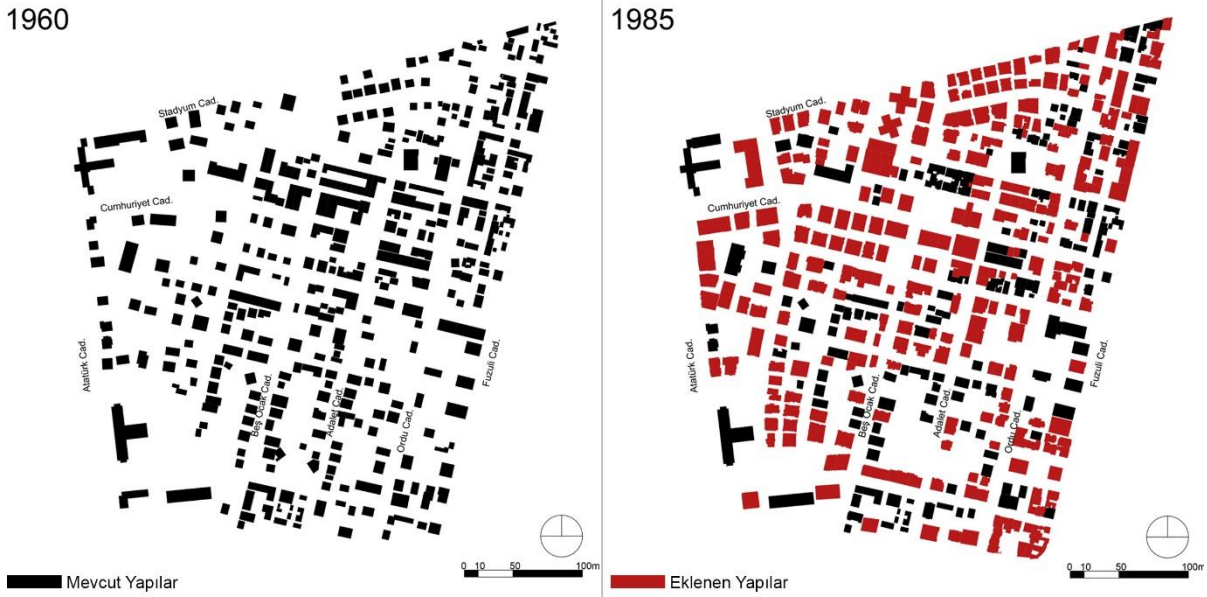 1960
Stadyum Cad.
Cumhuriyet Cad.
Atatürk Cad.
Beş Ocak Cad.
Adalet Cad.
Ordu Cad.
Fuzuli Cad.
0 10 50 100m
Mevcut Yapılar
1985
Stadyum Cad.
Cumhuriyet Cad.
Atatürk Cad.
Beş Ocak Cad.
Adalet Cad.
Ordu Cad.
Fuzuli Cad.
0 10 50 100m
Eklenen Yapılar